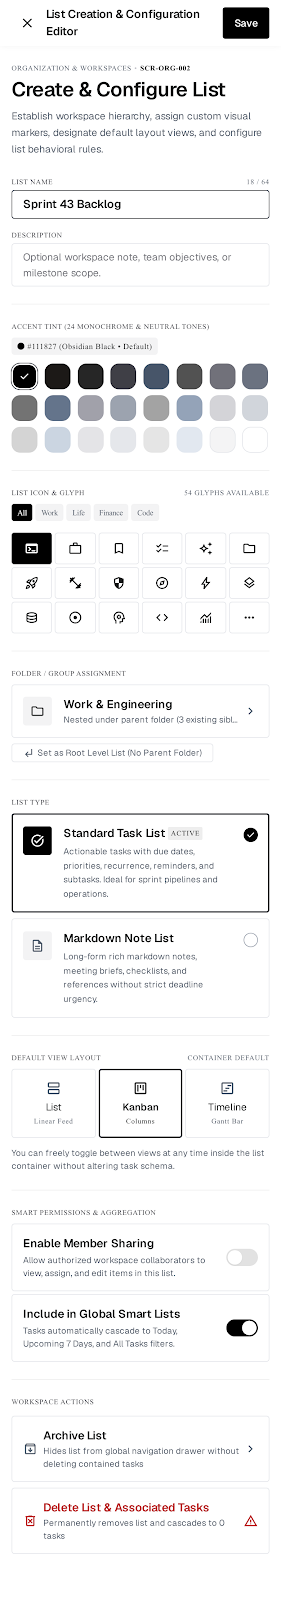 List Creation & Configuration
Editor
Save
ORGANIZATION & WORKSPACES • SCR-ORG-002
Create & Configure List
Establish workspace hierarchy, assign custom visual
markers, designate default layout views, and configure
list behavioral rules.
LIST NAME
18 / 64
Sprint 43 Backlog
DESCRIPTION
Optional workspace note, team objectives, or
milestone scope.
ACCENT TINT (24 MONOCHROME & NEUTRAL TONES)
#111827 (Obsidian Black • Default)
LIST ICON & GLYPH
54 GLYPHS AVAILABLE
All
Work
Life
Finance
Code
FOLDER / GROUP ASSIGNMENT
Work & Engineering
Nested under parent folder (3 existing sibl...
Set as Root Level List (No Parent Folder)
LIST TYPE
Standard Task List ACTIVE
Actionable tasks with due dates,
priorities, recurrence, reminders, and
subtasks. Ideal for sprint pipelines and
operations.
Markdown Note List
Long-form rich markdown notes,
meeting briefs, checklists, and
references without strict deadline
urgency.
DEFAULT VIEW LAYOUT
CONTAINER DEFAULT
List
Linear Feed
Kanban
Columns
Timeline
Gantt Bar
You can freely toggle between views at any time inside the list
container without altering task schema.
SMART PERMISSIONS & AGGREGATION
Enable Member Sharing
Allow authorized workspace collaborators to
view, assign, and edit items in this list.
Include in Global Smart Lists
Tasks automatically cascade to Today,
Upcoming 7 Days, and All Tasks filters.
WORKSPACE ACTIONS
Archive List
Hides list from global navigation drawer without
deleting contained tasks
Delete List & Associated Tasks
Permanently removes list and cascades to 0
tasks